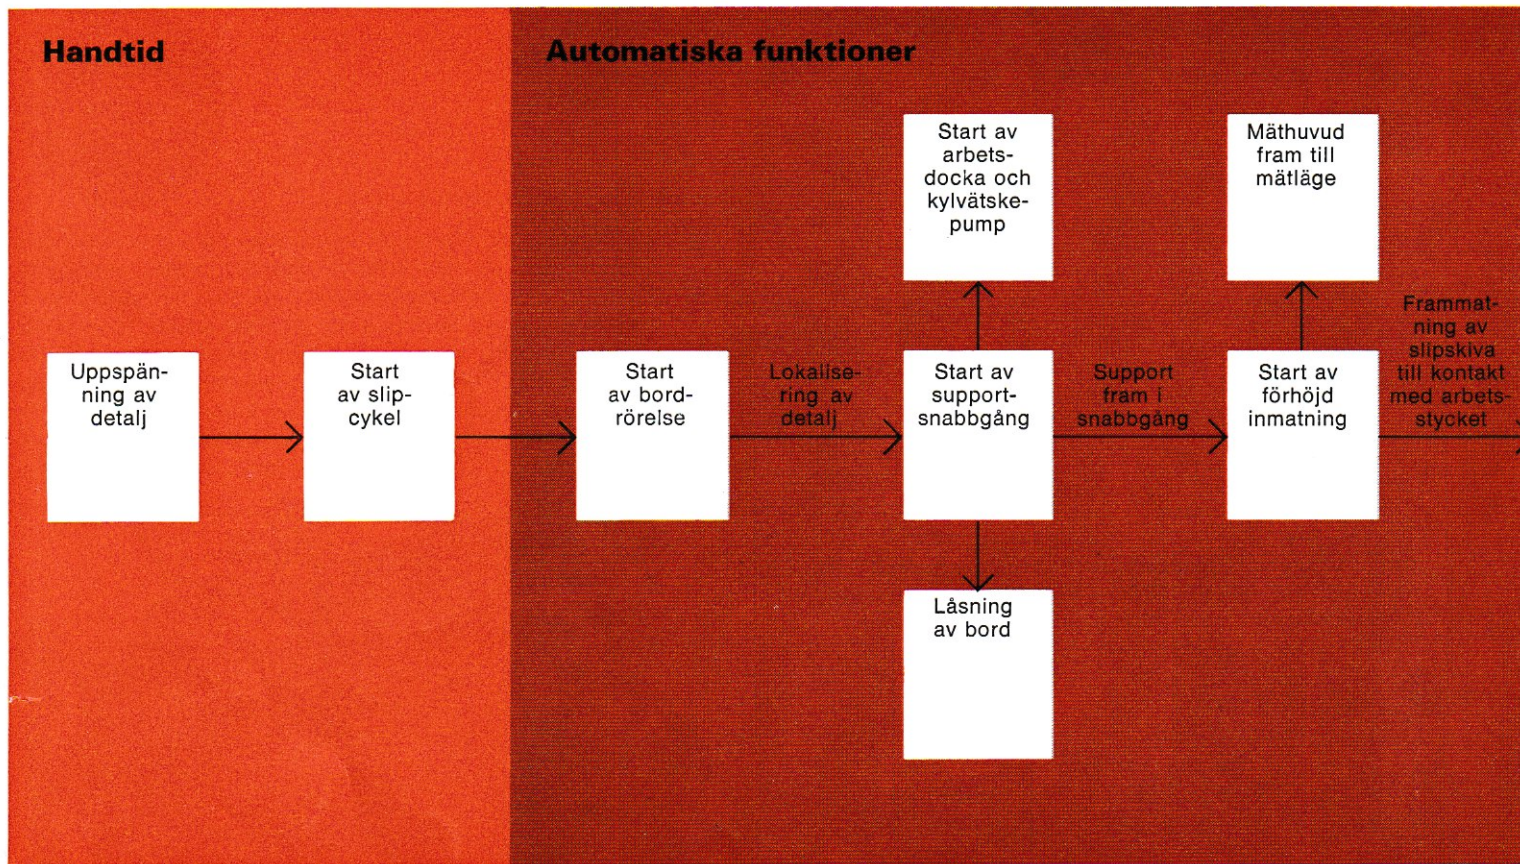 Handtid
Automatiska funktioner
Start av
arbets-
docka och
kylvätske-
pump
Mäthuvud
fram till
mätläge
Uppspän-
ning av
detalj
Start
av slip-
cykel
Start
av bord-
rörelse
Lokalise-
ring av
detalj
Start av
support-
snabbgång
Support
fram i
snabbgång
Start av
förhöjd
inmatning
Frammat-
ning av
slipskiva
till kontakt
med arbets-
stycket
Låsning
av bord